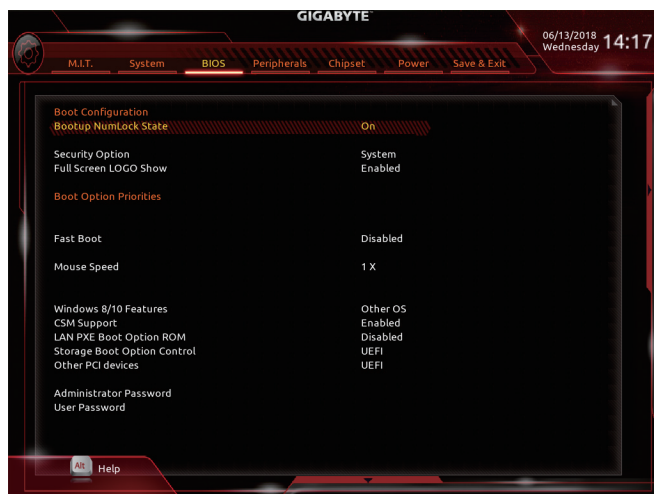 GIGABYTE™
06/13/2018
Wednesday 14:17
M.I.T. System BIOS Peripherals Chipset Power Save & Exit
Boot Configuration
Bootup NumLock State On
Security Option System
Full Screen LOGO Show Enabled
Boot Option Priorities
Fast Boot Disabled
Mouse Speed 1 X
Windows 8/10 Features Other OS
CSM Support Enabled
LAN PXE Boot Option ROM Disabled
Storage Boot Option Control UEFI
Other PCI devices UEFI
Administrator Password
User Password
Alt Help